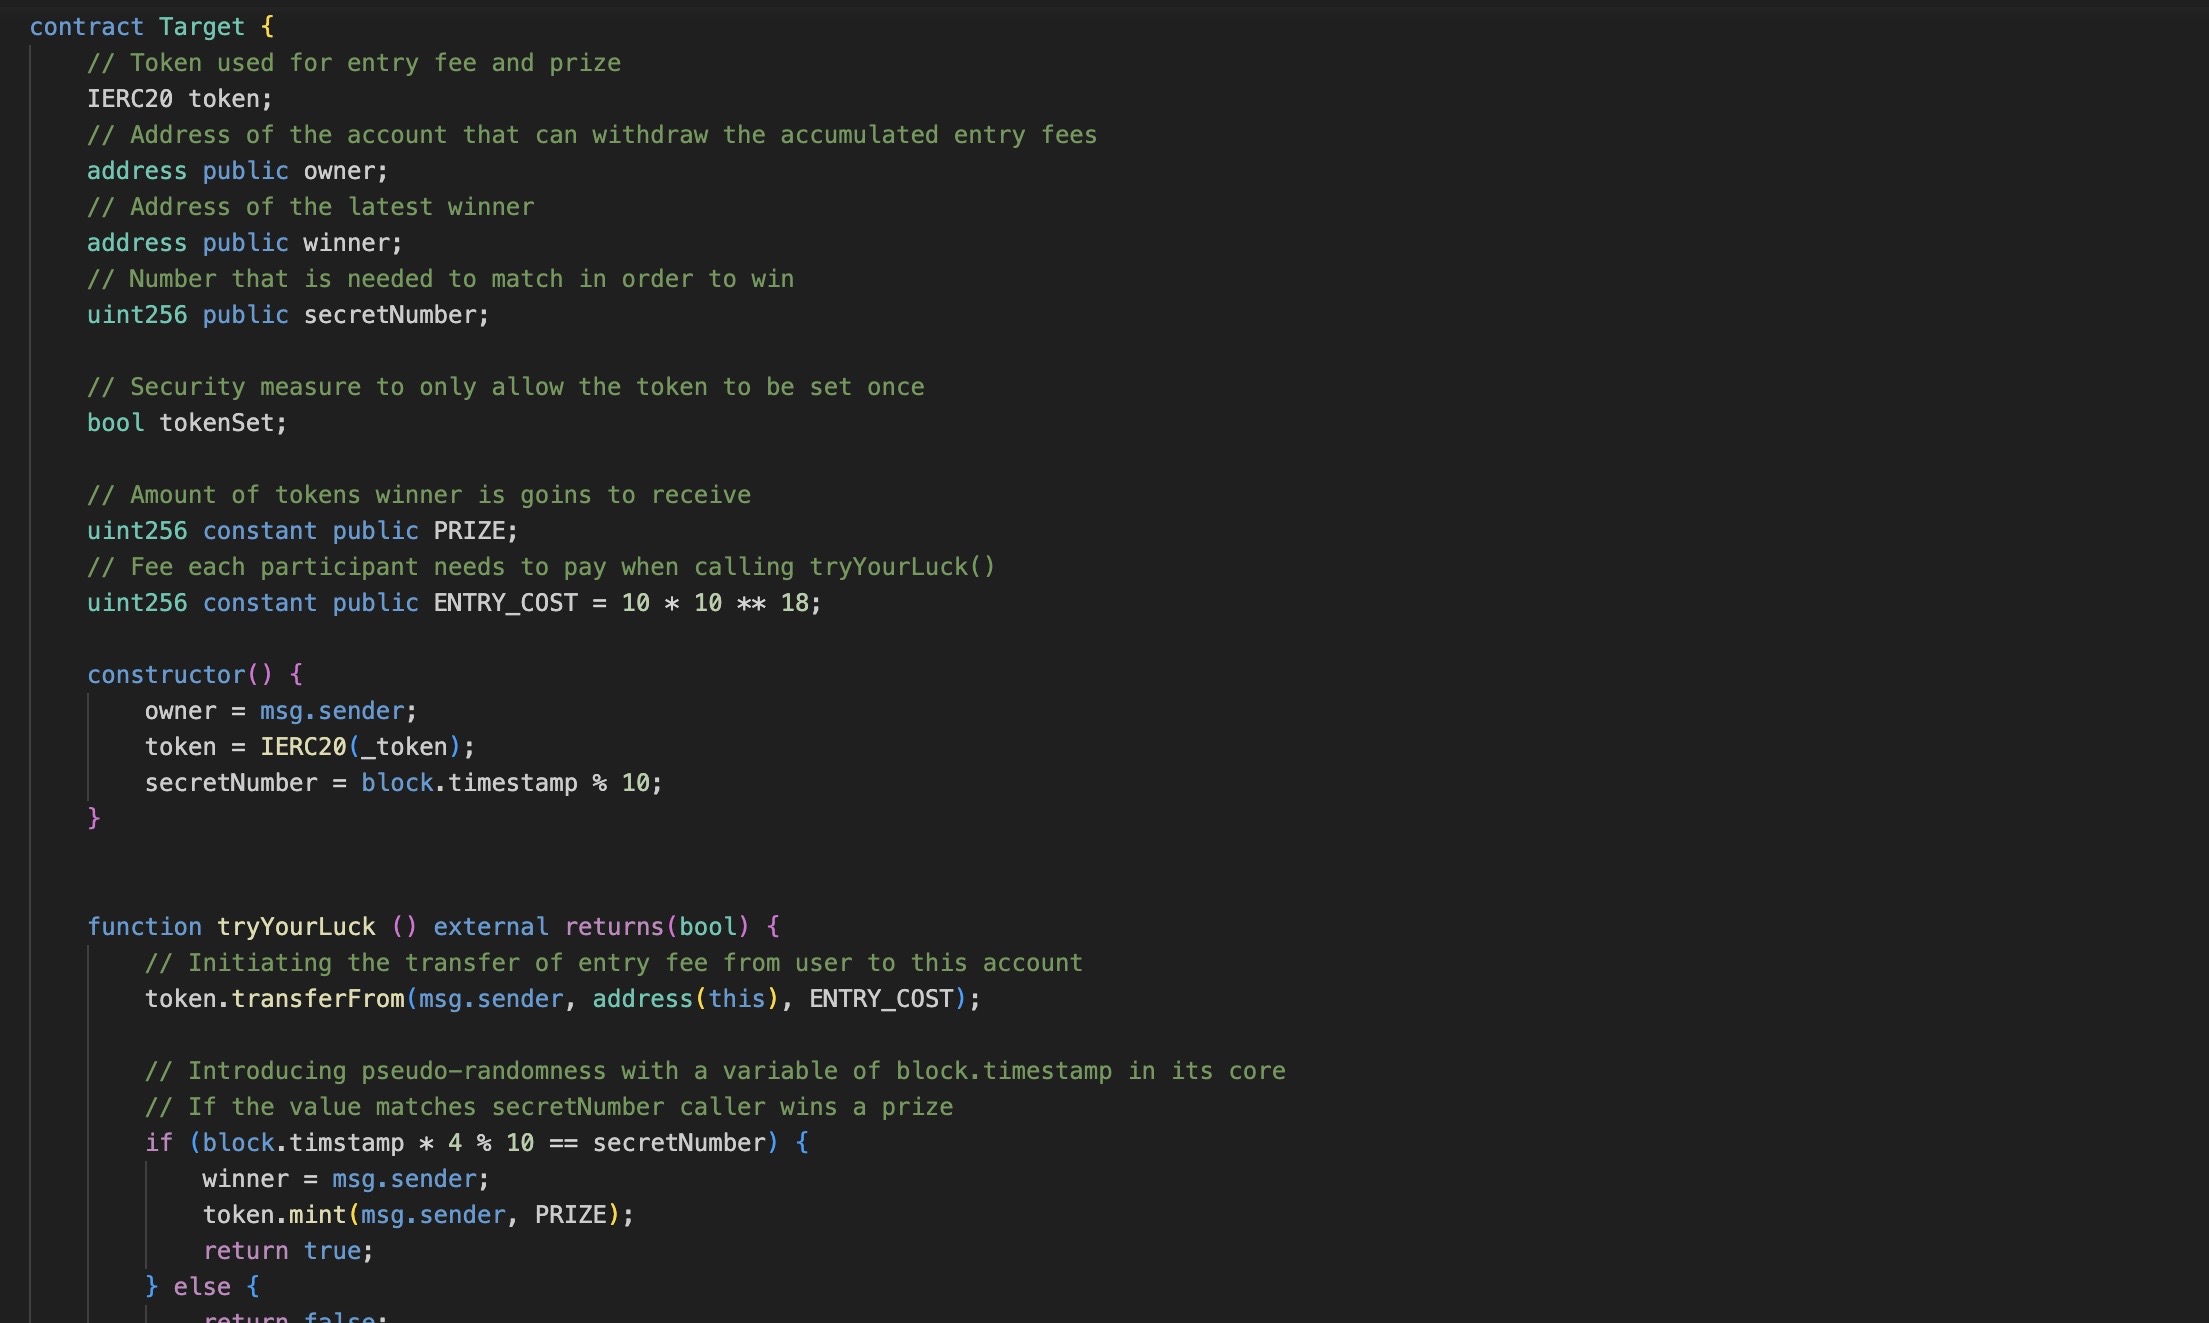 contract Target {
// Token used for entry fee and prize
IERC20 token;
// Address of the account that can withdraw the accumulated entry fees
address public owner;
// Address of the latest winner
address public winner;
// Number that is needed to match in order to win
uint256 public secretNumber;
// Security measure to only allow the token to be set once
bool tokenSet;
// Amount of tokens winner is goins to receive
uint256 constant public PRIZE;
// Fee each participant needs to pay when calling tryYourLuck()
uint256 constant public ENTRY_COST = 10 * 10 ** 18;
constructor() {
owner = msg.sender;
token = IERC20(_token);
secretNumber = block.timestamp % 10;
}
function tryYourLuck () external returns(bool) {
// Initiating the transfer of entry fee from user to this account
token.transferFrom(msg.sender, address(this), ENTRY_COST);
// Introducing pseudo-randomness with a variable of block.timestamp in its core
// If the value matches secretNumber caller wins a prize
if (block.timstamp * 4 % 10 == secretNumber) {
winner = msg.sender;
token.mint(msg.sender, PRIZE);
return true;
} else {
return false;